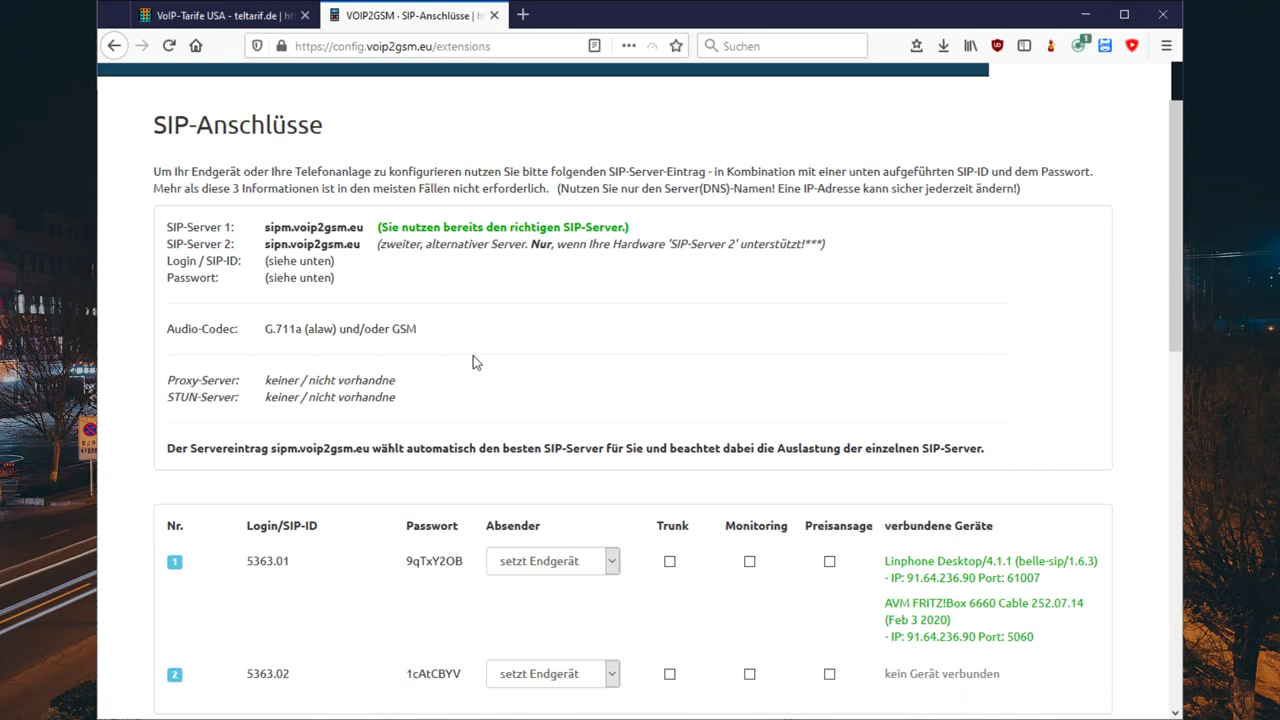 VoIP-Tarife USA - teltarif.de | ht
VOIP2GSM - SIP-Anschlüsse | ht
https://config.voip2gsm.eu/extensions
Suchen
1
SIP-Anschlüsse
Um Ihr Endgerät oder Ihre Telefonanlage zu konfigurieren nutzen Sie bitte folgenden SIP-Server-Eintrag - in Kombination mit einer unten aufgeführten SIP-ID und dem Passwort.
Mehr als diese 3 Informationen ist in den meisten Fällen nicht erforderlich. (Nutzen Sie nur den Server(DNS)-Namen! Eine IP-Adresse kann sicher jederzeit ändern!)
SIP-Server 1: sipm.voip2gsm.eu (Sie nutzen bereits den richtigen SIP-Server.)
SIP-Server 2: sipn.voip2gsm.eu (zweiter, alternativer Server. Nur, wenn Ihre Hardware 'SIP-Server 2' unterstützt!***)
Login / SIP-ID: (siehe unten)
Passwort: (siehe unten)
Audio-Codec: G.711a (alaw) und/oder GSM
Proxy-Server: keiner / nicht vorhandne
STUN-Server: keiner / nicht vorhandne
Der Servereintrag sipm.voip2gsm.eu wählt automatisch den besten SIP-Server für Sie und beachtet dabei die Auslastung der einzelnen SIP-Server.
Nr. Login/SIP-ID Passwort Absender Trunk Monitoring Preisansage verbundene Geräte
1 5363.01 9qTxY2OB setzt Endgerät Linphone Desktop/4.1.1 (belle-sip/1.6.3)
- IP: 91.64.236.90 Port: 61007
AVM FRITZ!Box 6660 Cable 252.07.14
(Feb 3 2020)
- IP: 91.64.236.90 Port: 5060
2 5363.02 1cAtCBYV setzt Endgerät kein Gerät verbunden